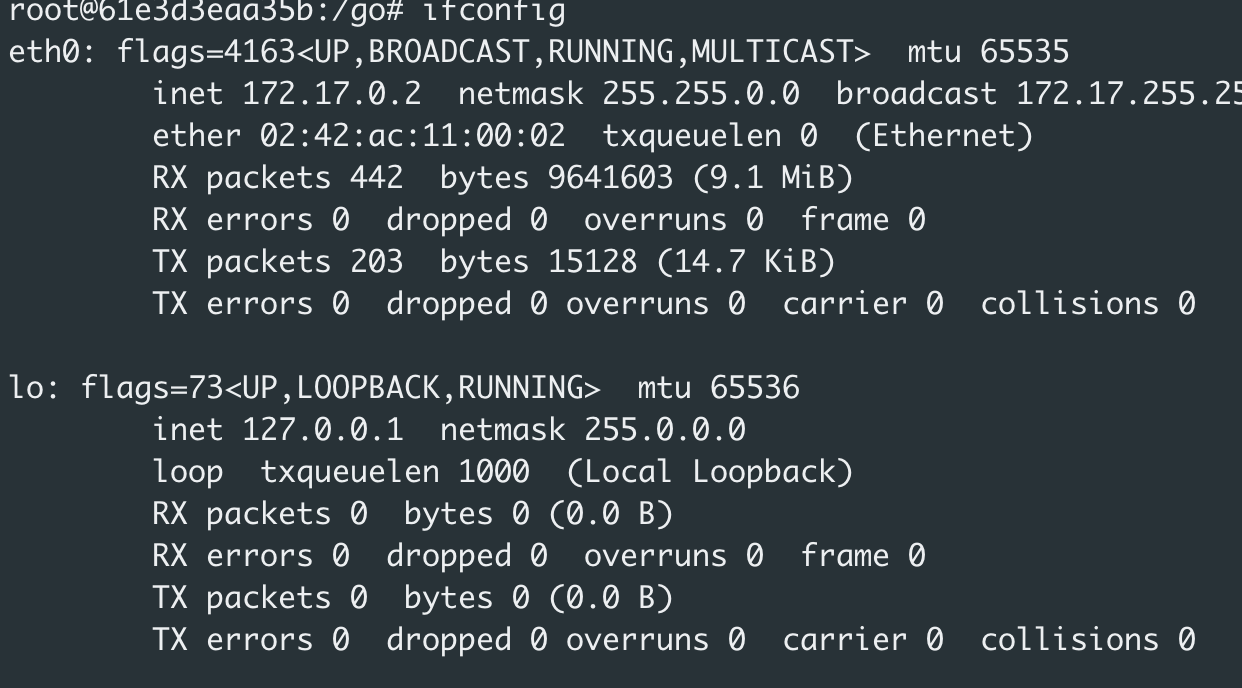 root@61e3d3eaa35b:/go# ifconfig
eth0: flags=4163<UP,BROADCAST,RUNNING,MULTICAST>  mtu 65535
        inet 172.17.0.2  netmask 255.255.0.0  broadcast 172.17.255.25
        ether 02:42:ac:11:00:02  txqueuelen 0  (Ethernet)
        RX packets 442  bytes 9641603 (9.1 MiB)
        RX errors 0  dropped 0  overruns 0  frame 0
        TX packets 203  bytes 15128 (14.7 KiB)
        TX errors 0  dropped 0 overruns 0  carrier 0  collisions 0

lo: flags=73<UP,LOOPBACK,RUNNING>  mtu 65536
        inet 127.0.0.1  netmask 255.0.0.0
        loop  txqueuelen 1000  (Local Loopback)
        RX packets 0  bytes 0 (0.0 B)
        RX errors 0  dropped 0  overruns 0  frame 0
        TX packets 0  bytes 0 (0.0 B)
        TX errors 0  dropped 0 overruns 0  carrier 0  collisions 0